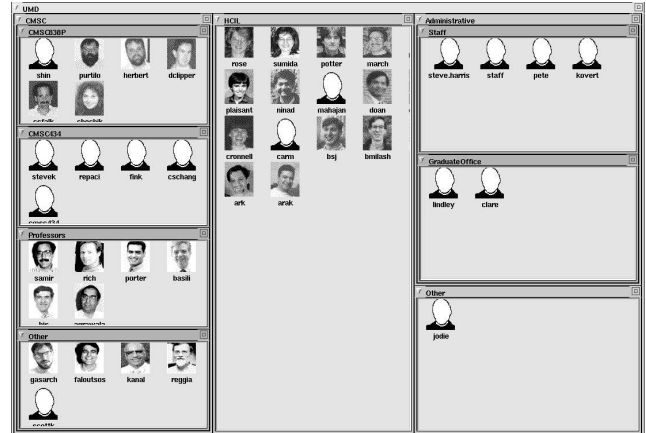 UMD
CMSC
CMSC838P
shin purtilo herbert dclipper
CMSC434
stevek repaci fink cschang
cmsc434
Professors
samir rich porter basili
agrawala
Other
gasarch faloutsos kanal reggia
HCIL
rose sumida potter march
plaisant ninad mahajan doan
cronnell carm bsj bmilash
ark arak
Administrative
Staff
steve.harris staff pete kovert
GraduateOffice
lindley clare
Other
jodie